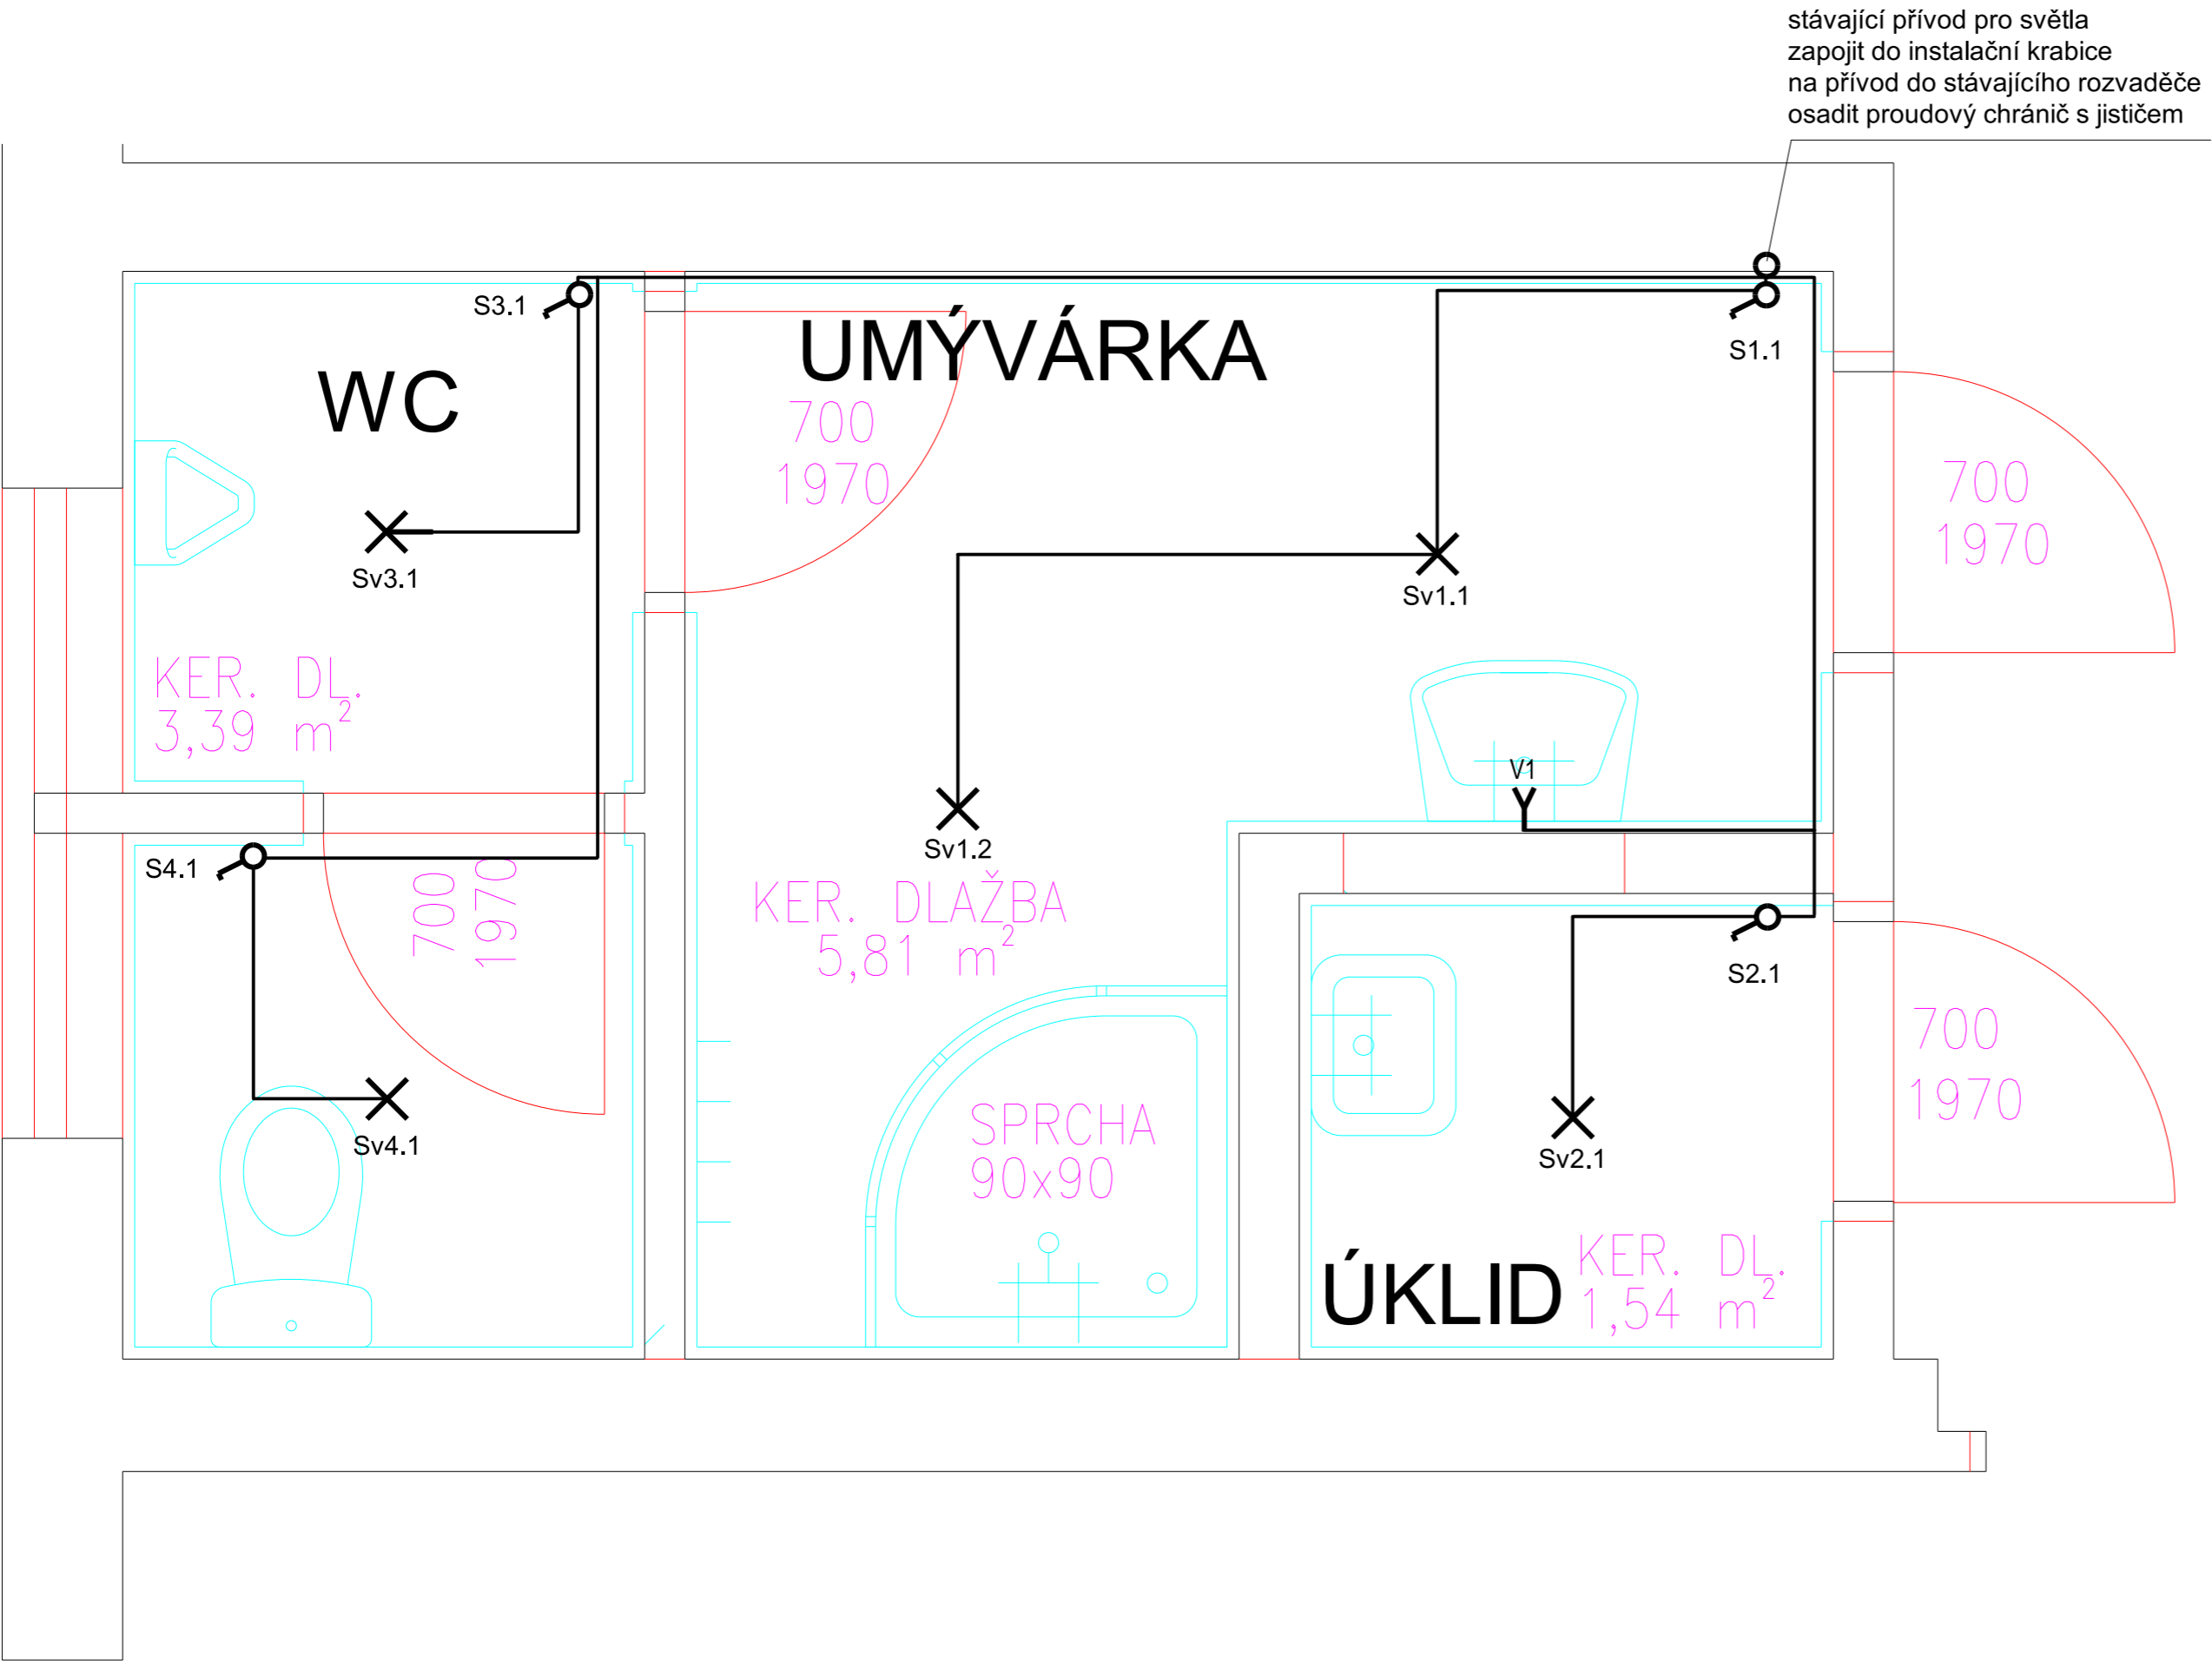 stávající přívod pro světla
zapojit do instalační krabice
na přívod do stávajícího rozvaděče
osadit proudový chránič s jističem
S3.1
WC
UMÝVÁRKA
S1.1
700
1970
700
1970
Sv3.1
Sv1.1
KER. DL.
3,39 m²
V1
Sv1.2
S4.1
700
1970
KER. DLAŽBA
5,81 m²
S2.1
700
1970
SPRCHA
90x90
Sv4.1
Sv2.1
ÚKLID
KER. DL.
1,54 m²